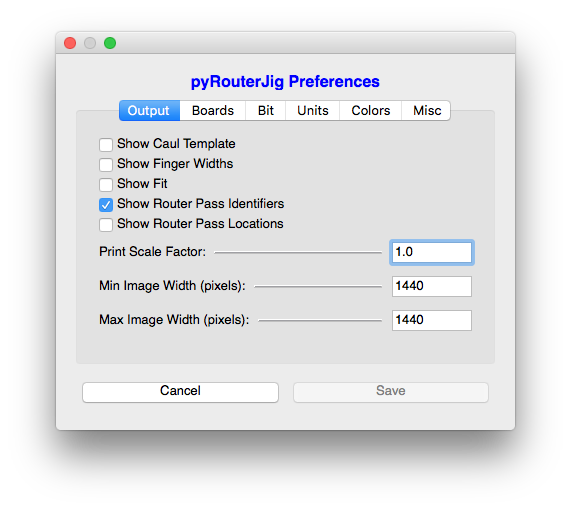 pyRouterJig Preferences
Output Boards Bit Units Colors Misc
Show Caul Template
Show Finger Widths
Show Fit
Show Router Pass Identifiers
Show Router Pass Locations
Print Scale Factor: 1.0
Min Image Width (pixels): 1440
Max Image Width (pixels): 1440
Cancel Save